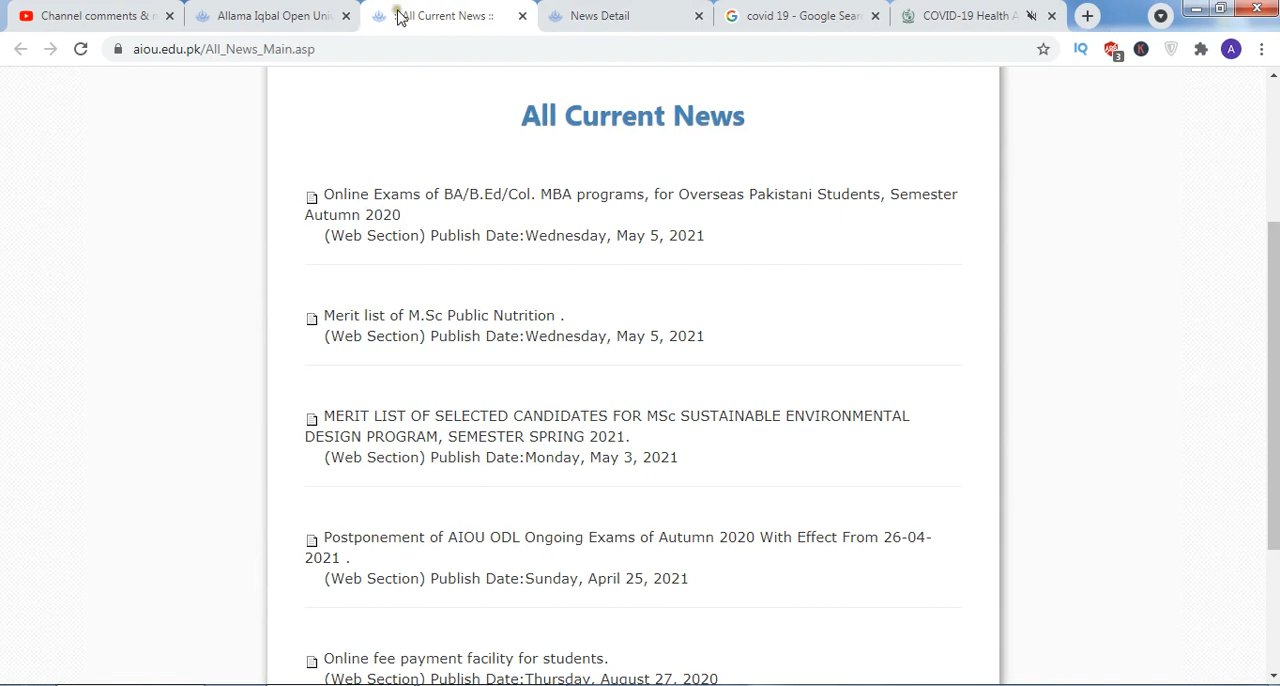 Channel comments & m
Allama Iqbal Open Uni
All Current News ::
News Detail
covid 19 - Google Sear
COVID-19 Health A
aiou.edu.pk/All_News_Main.asp
IQ
3
K
A
All Current News
Online Exams of BA/B.Ed/Col. MBA programs, for Overseas Pakistani Students, Semester
Autumn 2020
(Web Section) Publish Date:Wednesday, May 5, 2021
Merit list of M.Sc Public Nutrition .
(Web Section) Publish Date:Wednesday, May 5, 2021
MERIT LIST OF SELECTED CANDIDATES FOR MSc SUSTAINABLE ENVIRONMENTAL
DESIGN PROGRAM, SEMESTER SPRING 2021.
(Web Section) Publish Date:Monday, May 3, 2021
Postponement of AIOU ODL Ongoing Exams of Autumn 2020 With Effect From 26-04-
2021 .
(Web Section) Publish Date:Sunday, April 25, 2021
Online fee payment facility for students.
(Web Section) Publish Date:Thursday, August 27, 2020